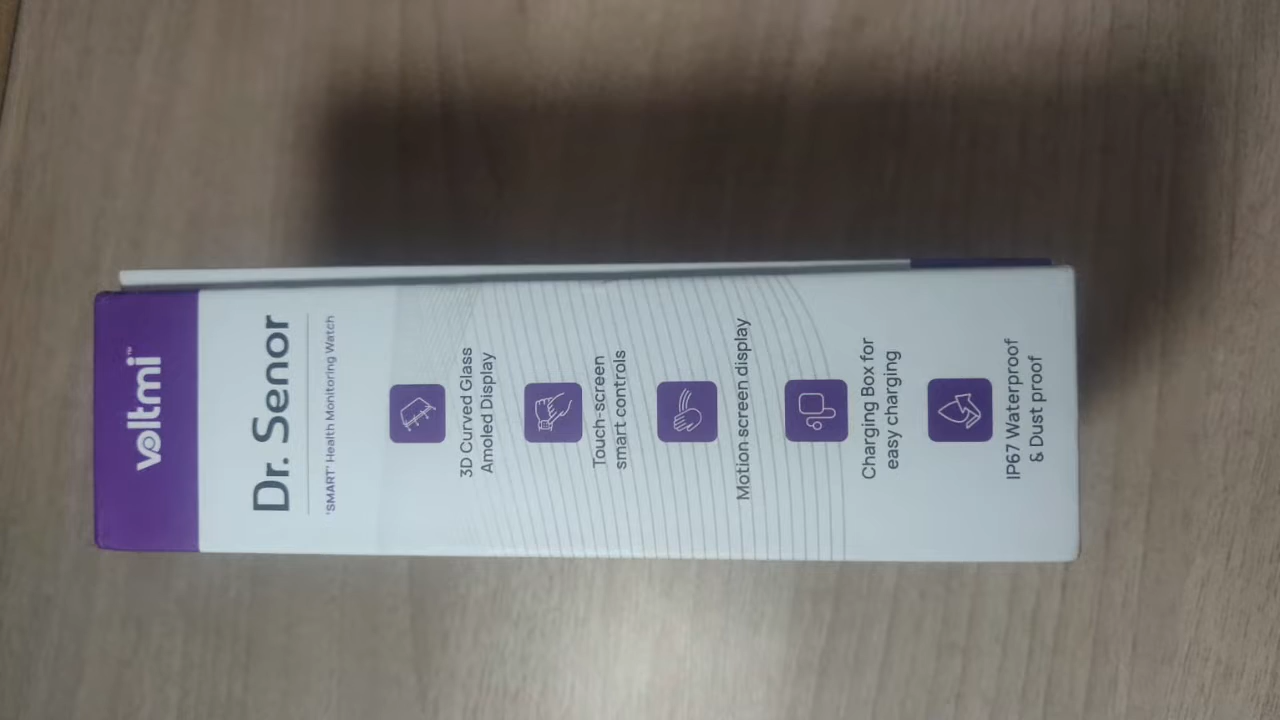 voltmi™
Dr. Senor
'SMART' Health Monitoring Watch
3D Curved Glass
Amoled Display
Touch-screen
smart controls
Motion screen display
Charging Box for
easy charging
IP67 Waterproof
& Dust proof